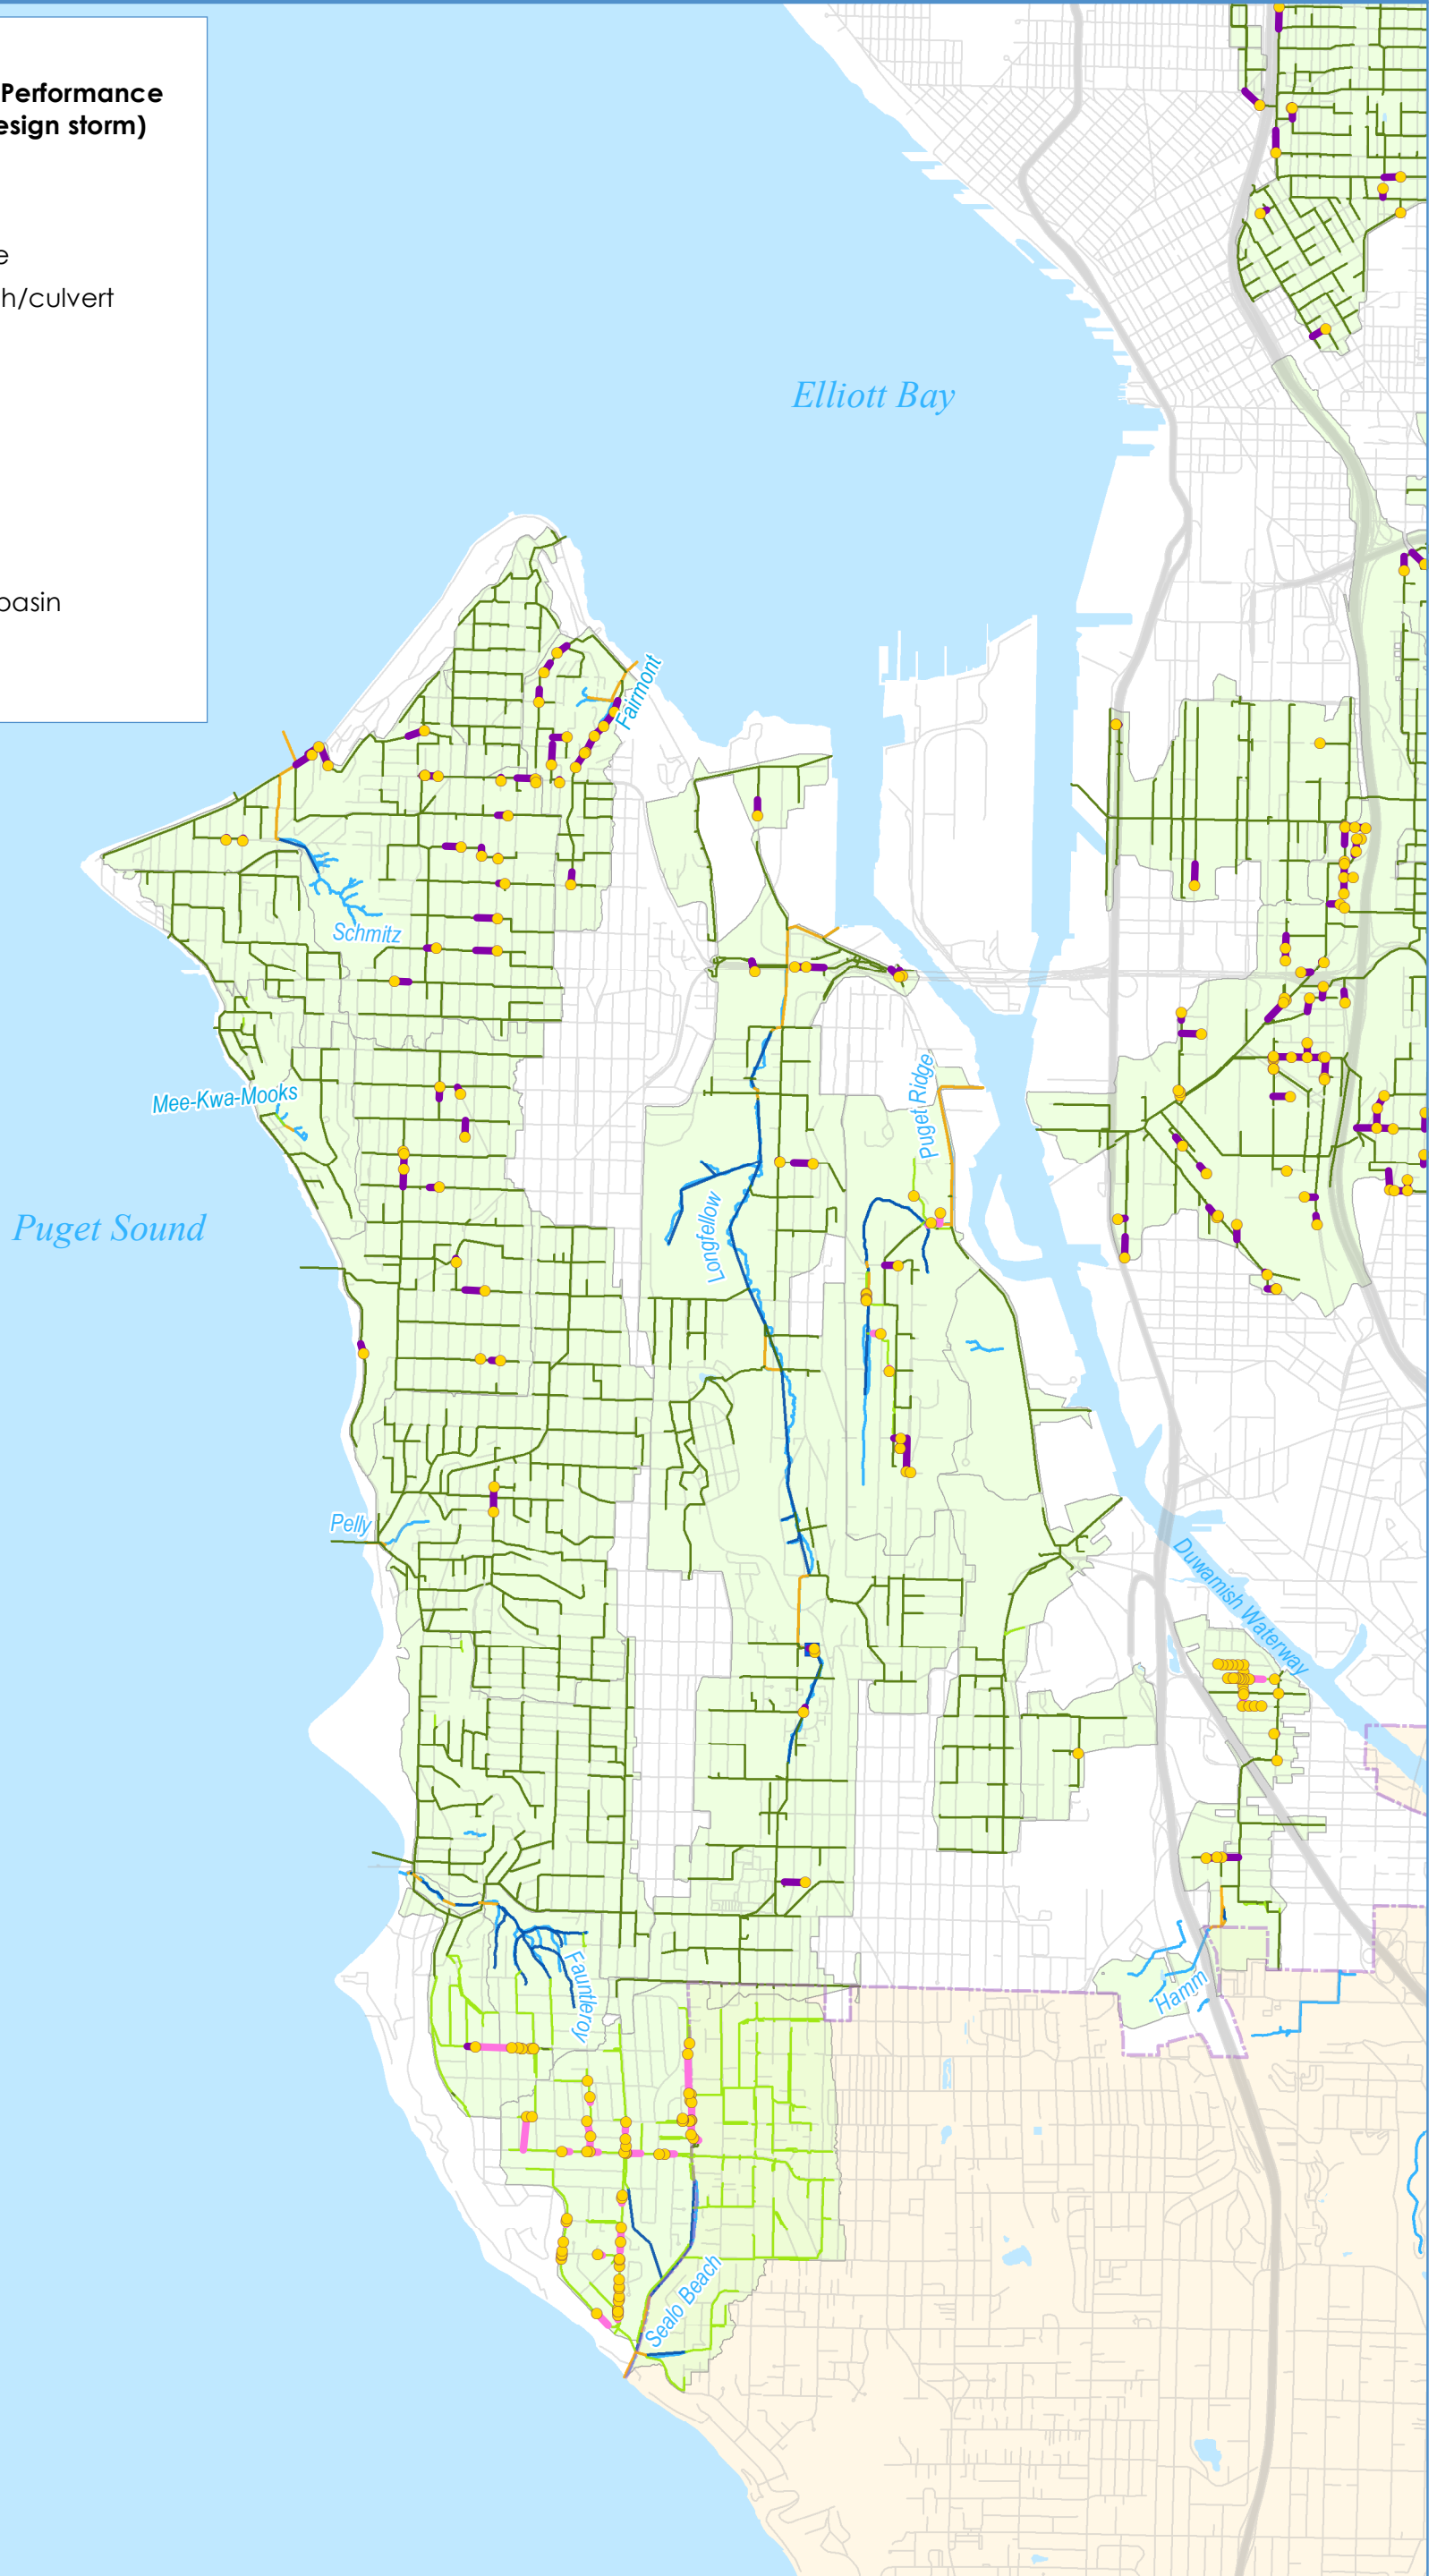 Performance
esign storm)
e
h/culvert
basin
Elliott Bay
Fairmont
Schmitz
Mee-Kwa-Mooks
Puget Ridge
Longfellow
Puget Sound
Pelly
Duwamish Waterway
Fauntleroy
Hamm
Sealo Beach